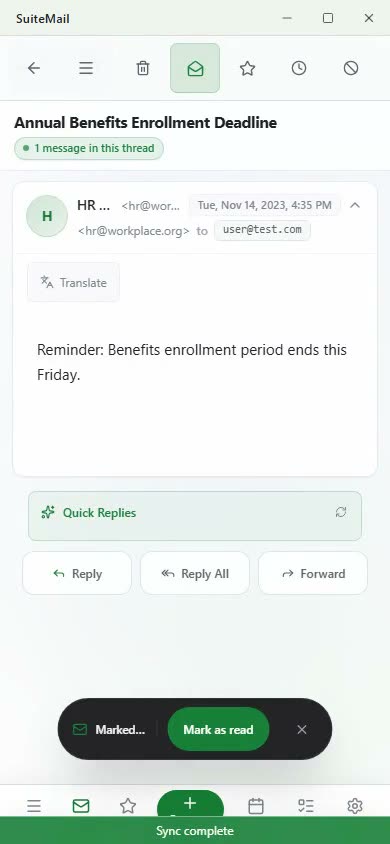 SuiteMail
Annual Benefits Enrollment Deadline
1 message in this thread
H
HR ... <hr@wor... Tue, Nov 14, 2023, 4:35 PM
<hr@workplace.org> to user@test.com
Translate
Reminder: Benefits enrollment period ends this
Friday.
Quick Replies
Reply
Reply All
Forward
Marked...
Mark as read
Sync complete